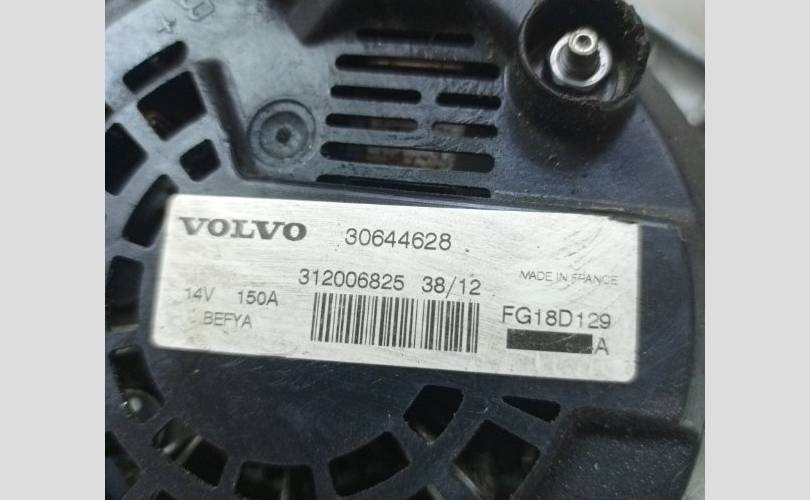 VOLVO 30644628
312006825 38/12
MADE IN FRANCE
14V 150A
BEFYA
FG18D129
A